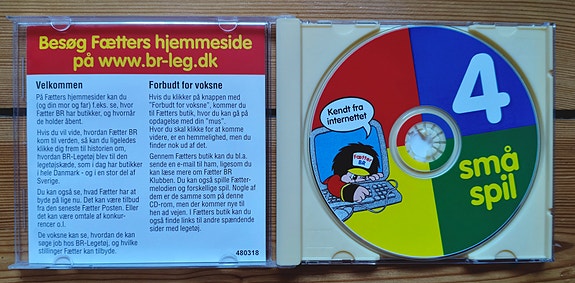 Besøg Fætters hjemmeside
på www.br-leg.dk
Velkommen
På Fætters hjemmesider kan du
(og din mor og far) f.eks. se, hvor
Fætter BR har butikker, og hvornår
de holder åbent.
Hvis du vil vide, hvordan Fætter BR
kom til verden, så kan du ligeledes
klikke dig frem til historien om,
hvordan BR-Legetøj blev til den
legetøjskæde, som i dag har butikker
i hele Danmark - og i en stor del af
Sverige.
Du kan også se, hvad Fætter har at
byde på lige nu. Det kan være tilbud
fra den seneste Fætter Posten. Eller
det kan være omtale af konkur-
rencer o.l.
De voksne kan se, hvordan de kan
søge job hos BR-Legetøj, og hvilke
stillinger Fætter kan tilbyde.
Forbudt for voksne
Hvis du klikker på knappen med
"Forbudt for voksne", kommer du
til Fætters butik, hvor du kan gå på
opdagelse med din "mus".
Hvor du skal klikke for at komme
videre, er en hemmelighed, men du
finder nok ud af det.
Gennem Fætters butik kan du bl.a.
sende en e-mail til ham, ligesom du
kan læse mere om Fætter BR
Klubben. Du kan også spille Fætter-
melodien og forskellige spil. Nogle af
dem er de samme som på denne
CD-rom, men der kommer nye til
hen ad vejen. I Fætters butik kan du
også finde links til andre spændende
sider med legetøj.
480318
4
små
spil
Kendt fra
internettet
Fætter
BR